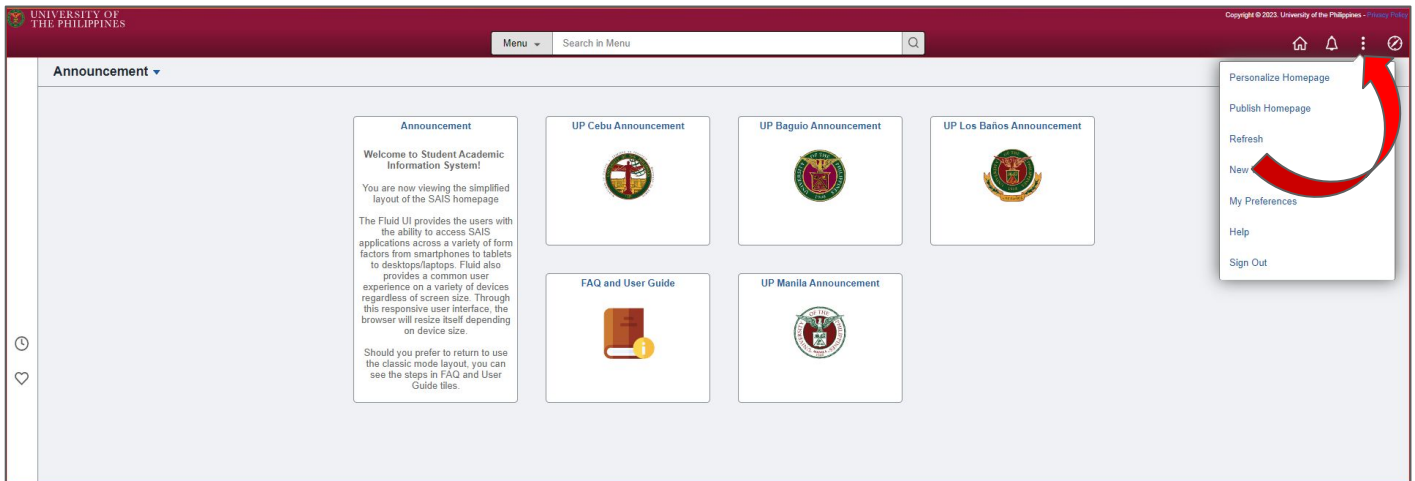 UNIVERSITY OF
THE PHILIPPINES
Copyright © 2023. University of the Philippines - Privacy Policy
Menu
Search in Menu
Announcement
Personalize Homepage
Publish Homepage
Refresh
New
My Preferences
Help
Sign Out
Announcement
Welcome to Student Academic
Information System!
You are now viewing the simplified
layout of the SAIS homepage
The Fluid UI provides the users with
the ability to access SAIS
applications across a variety of form
factors from smartphones to tablets
to desktops/laptops. Fluid also
provides a common user
experience on a variety of devices
regardless of screen size. Through
this responsive user interface, the
browser will resize itself depending
on device size.
Should you prefer to return to use
the classic mode layout, you can
see the steps in FAQ and User
Guide tiles.
UP Cebu Announcement
UP Baguio Announcement
UP Los Baños Announcement
FAQ and User Guide
UP Manila Announcement